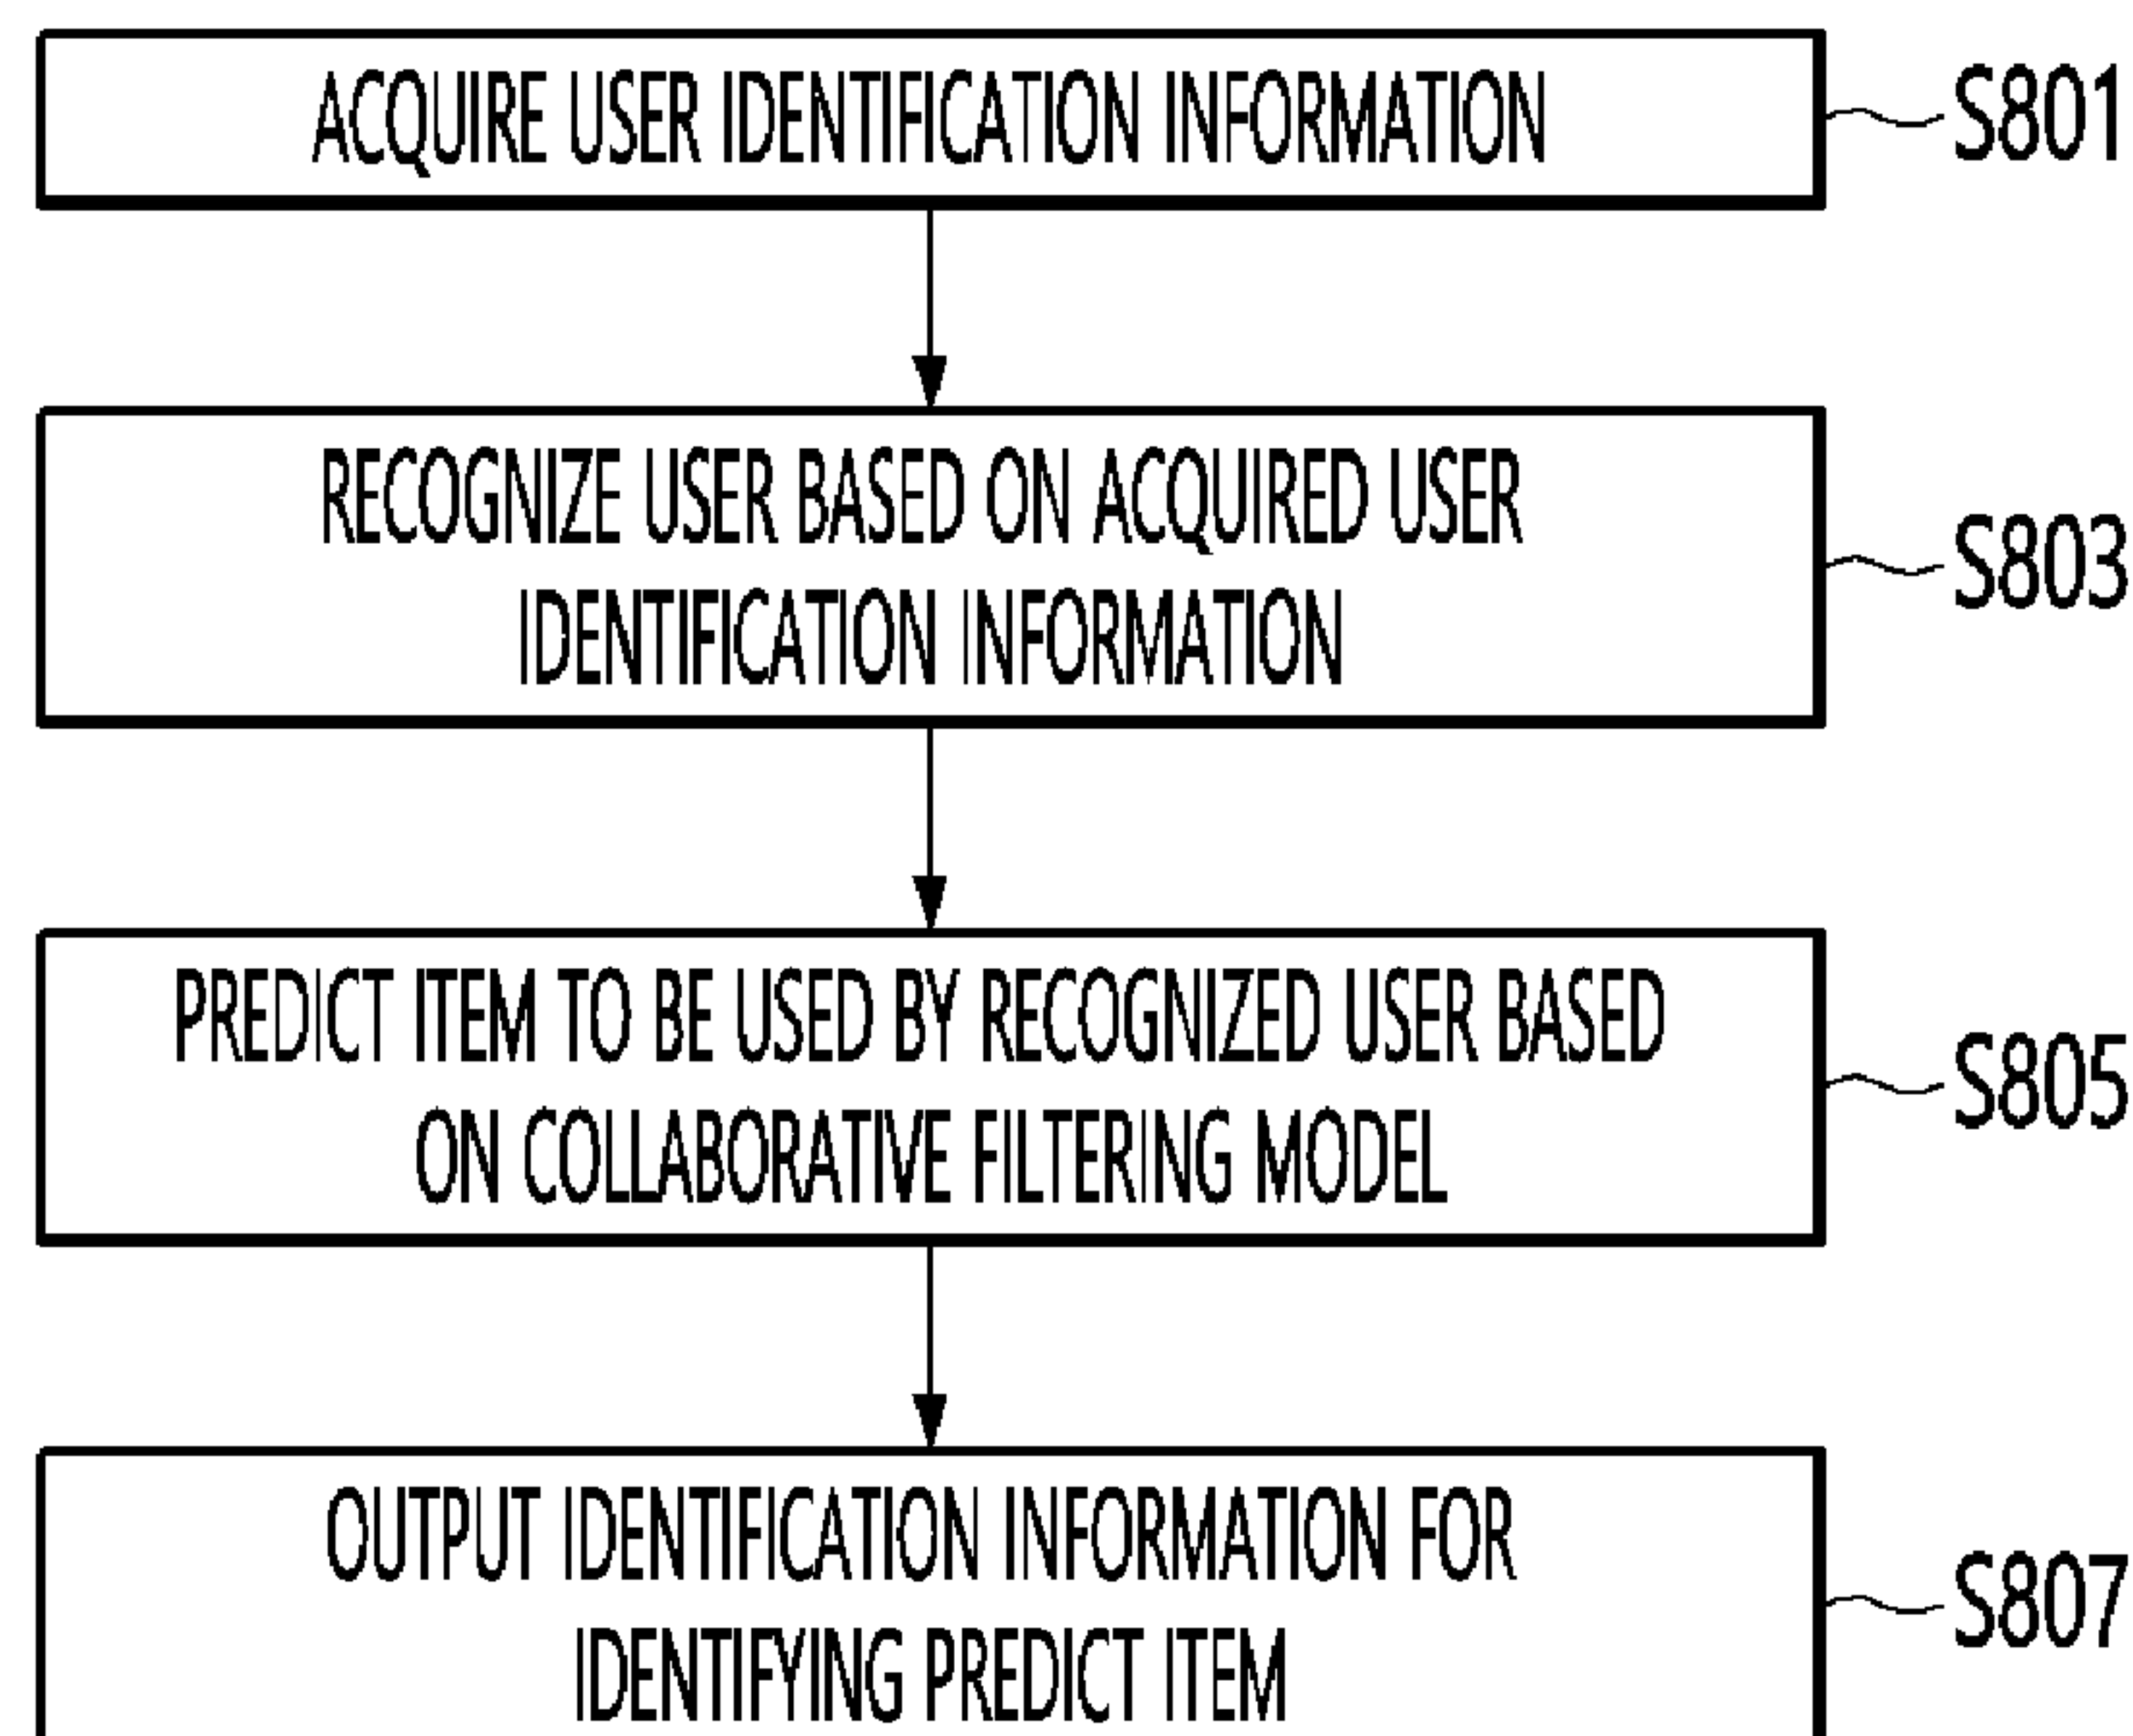 ACQUIRE USER IDENTIFICATION INFORMATION
S801
RECOGNIZE USER BASED ON ACQUIRED USER
IDENTIFICATION INFORMATION
S803
PREDICT ITEM TO BE USED BY RECOGNIZED USER BASED
ON COLLABORATIVE FILTERING MODEL
S805
OUTPUT IDENTIFICATION INFORMATION FOR
IDENTIFYING PREDICT ITEM
S807